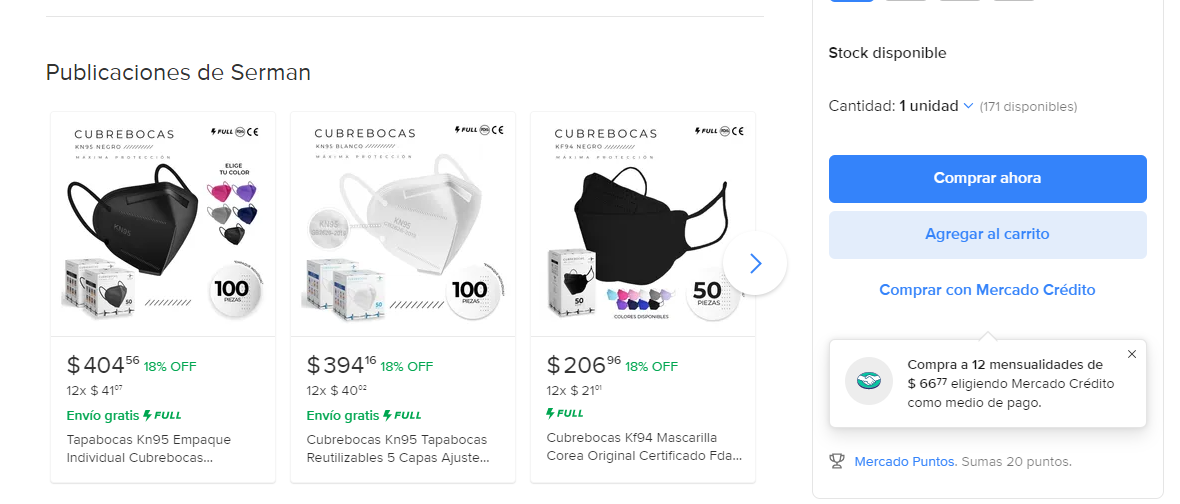 Publicaciones de Serman
CUBREBOCAS
FULL CE
KN95 NEGRO
MÁXIMA PROTECCIÓN
ELIGE
TU COLOR
KN95
50
100
PIEZAS
$ 404 56 18% OFF
12x $ 41 07
Envío gratis FULL
Tapabocas Kn95 Empaque
Individual Cubrebocas...
CUBREBOCAS
FULL CE
KN95 BLANCO
MÁXIMA PROTECCIÓN
KN95
50
100
PIEZAS
$ 394 16 18% OFF
12x $ 40 02
Envío gratis FULL
Cubrebocas Kn95 Tapabocas
Reutilizables 5 Capas Ajuste...
CUBREBOCAS
FULL CE
KF94 NEGRO
MÁXIMA PROTECCIÓN
50
COLORES DISPONIBLES
50
PIEZAS
$ 206 96 18% OFF
12x $ 21 01
FULL
Cubrebocas Kf94 Mascarilla
Corea Original Certificado Fda...
Stock disponible
Cantidad: 1 unidad (171 disponibles)
Comprar ahora
Agregar al carrito
Comprar con Mercado Crédito
Compra a 12 mensualidades de
$ 66 77 eligiendo Mercado Crédito
como medio de pago.
Mercado Puntos. Sumas 20 puntos.